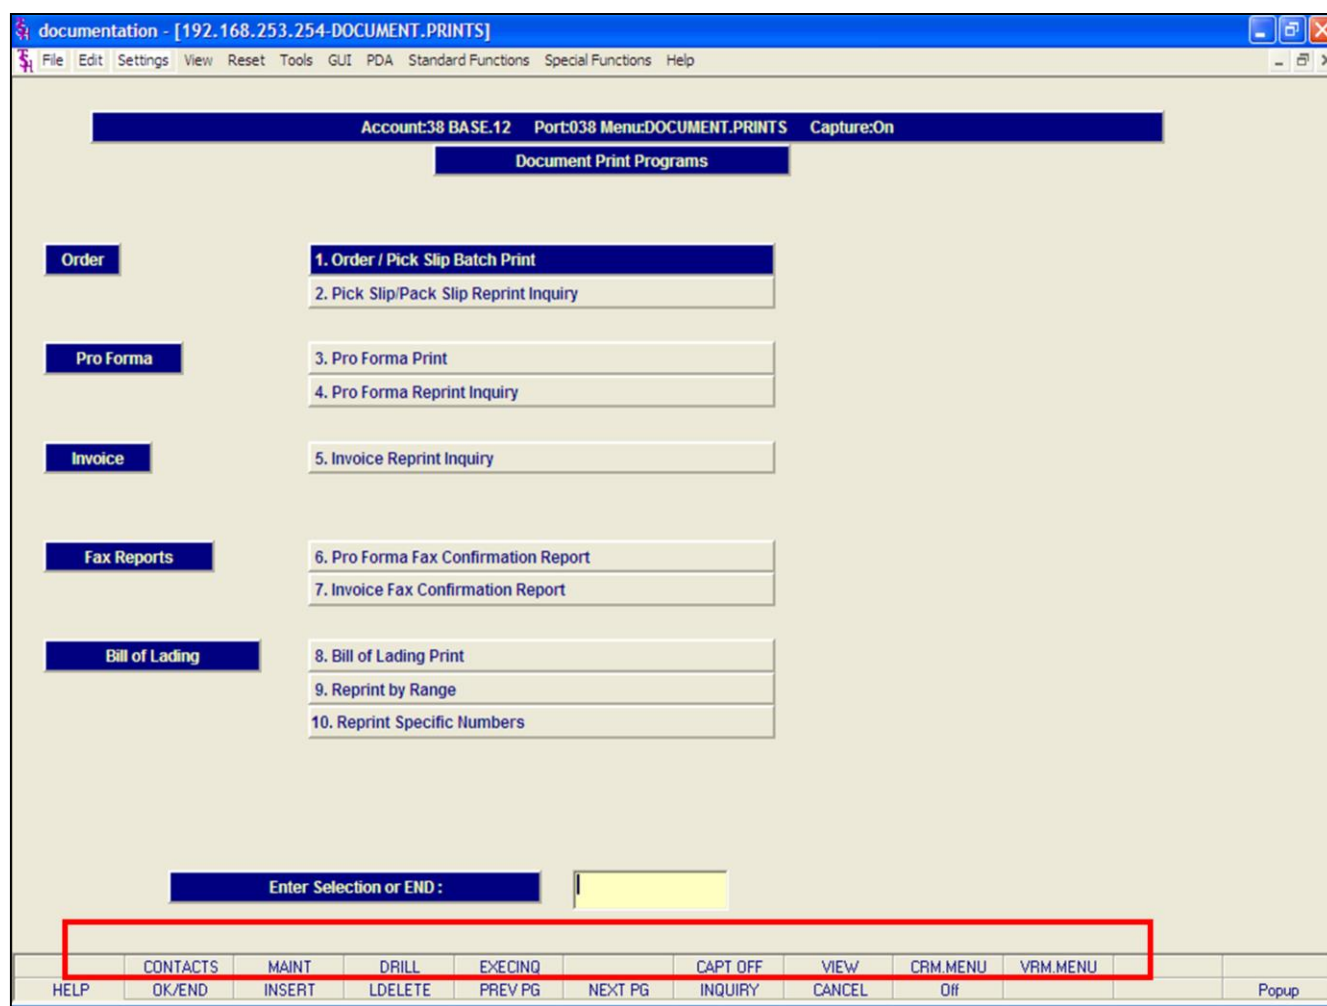 documentation - [192.168.253.254-DOCUMENT.PRINTS]
File Edit Settings View Reset Tools GUI PDA Standard Functions Special Functions Help
Account:38 BASE.12 Port:038 Menu:DOCUMENT.PRINTS Capture:On
Document Print Programs
Order
1. Order / Pick Slip Batch Print
2. Pick Slip/Pack Slip Reprint Inquiry
Pro Forma
3. Pro Forma Print
4. Pro Forma Reprint Inquiry
Invoice
5. Invoice Reprint Inquiry
Fax Reports
6. Pro Forma Fax Confirmation Report
7. Invoice Fax Confirmation Report
Bill of Lading
8. Bill of Lading Print
9. Reprint by Range
10. Reprint Specific Numbers
Enter Selection or END :
CONTACTS MAINT DRILL EXECINQ CAPT OFF VIEW CRM.MENU VRM.MENU
HELP OK/END INSERT LDELETE PREV PG NEXT PG INQUIRY CANCEL Off Popup